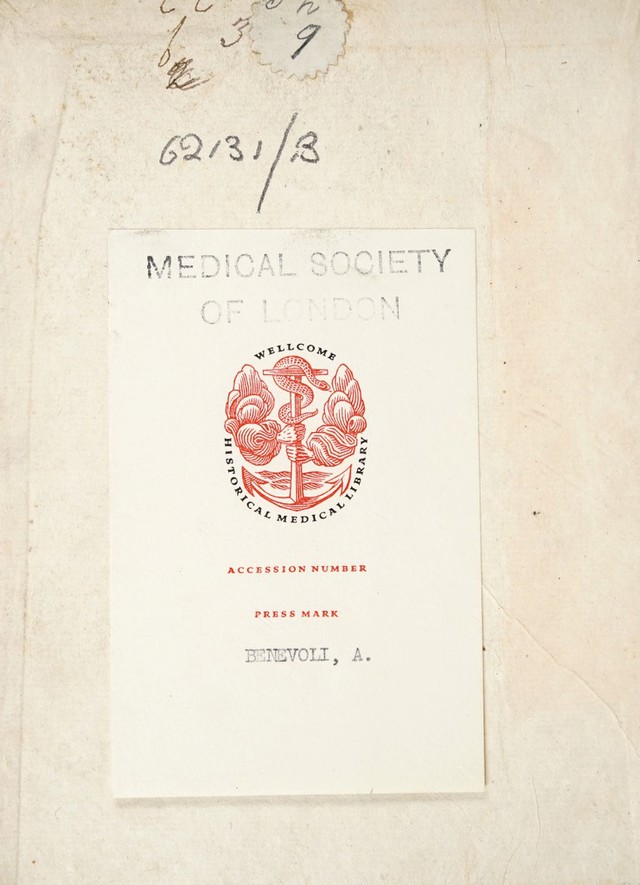 3 9
62131/B
MEDICAL SOCIETY
OF LONDON
WELLCOME
HISTORICAL MEDICAL LIBRARY
ACCESSION NUMBER
PRESS MARK
BENEVOLI, A.